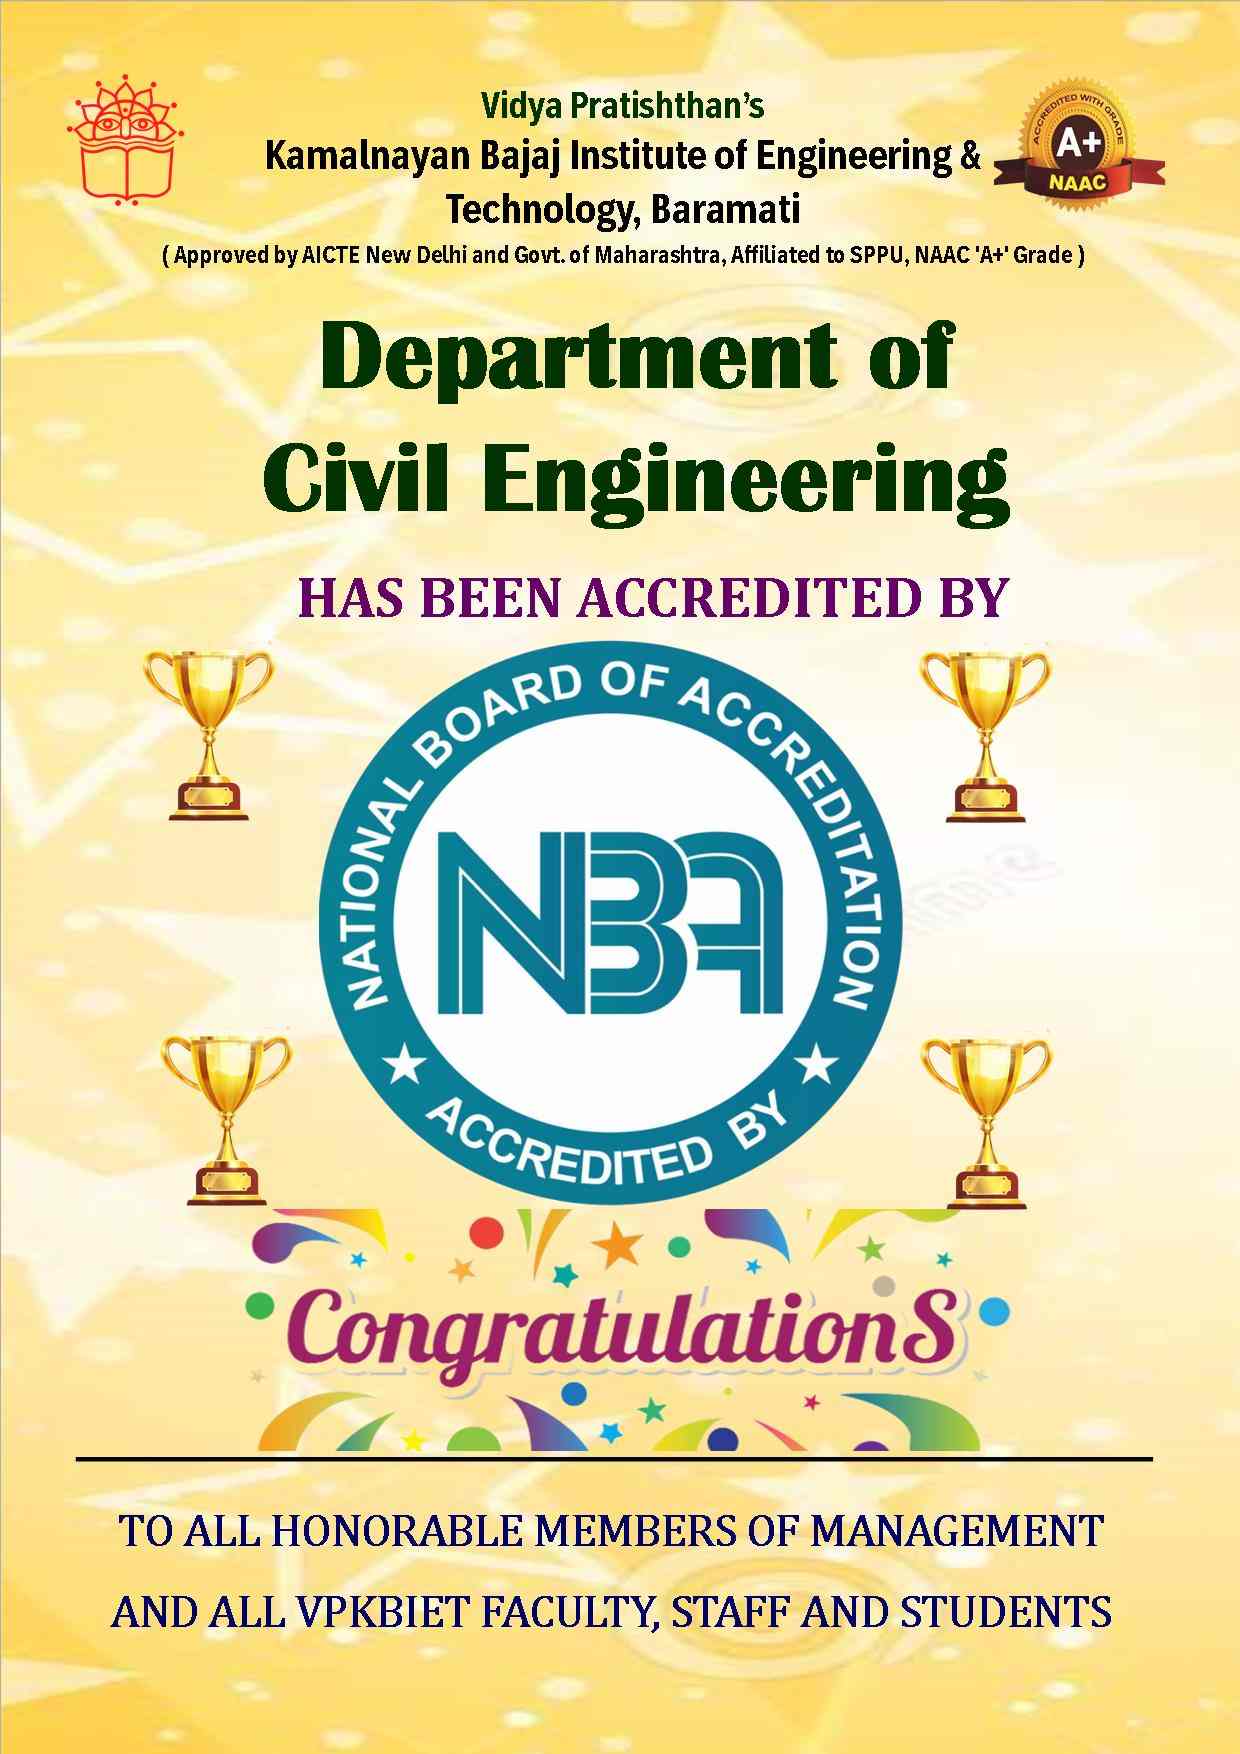 Vidya Pratishthan's
Kamalnayan Bajaj Institute of Engineering &
Technology, Baramati
( Approved by AICTE New Delhi and Govt. of Maharashtra, Affiliated to SPPU, NAAC 'A+' Grade )
ACCREDITED WITH GRADE
A+
NAAC
Department of
Civil Engineering
HAS BEEN ACCREDITED BY
NATIONAL BOARD OF ACCREDITATION
NBA
ACCREDITED BY
CongratulationS
TO ALL HONORABLE MEMBERS OF MANAGEMENT
AND ALL VPKBIET FACULTY, STAFF AND STUDENTS